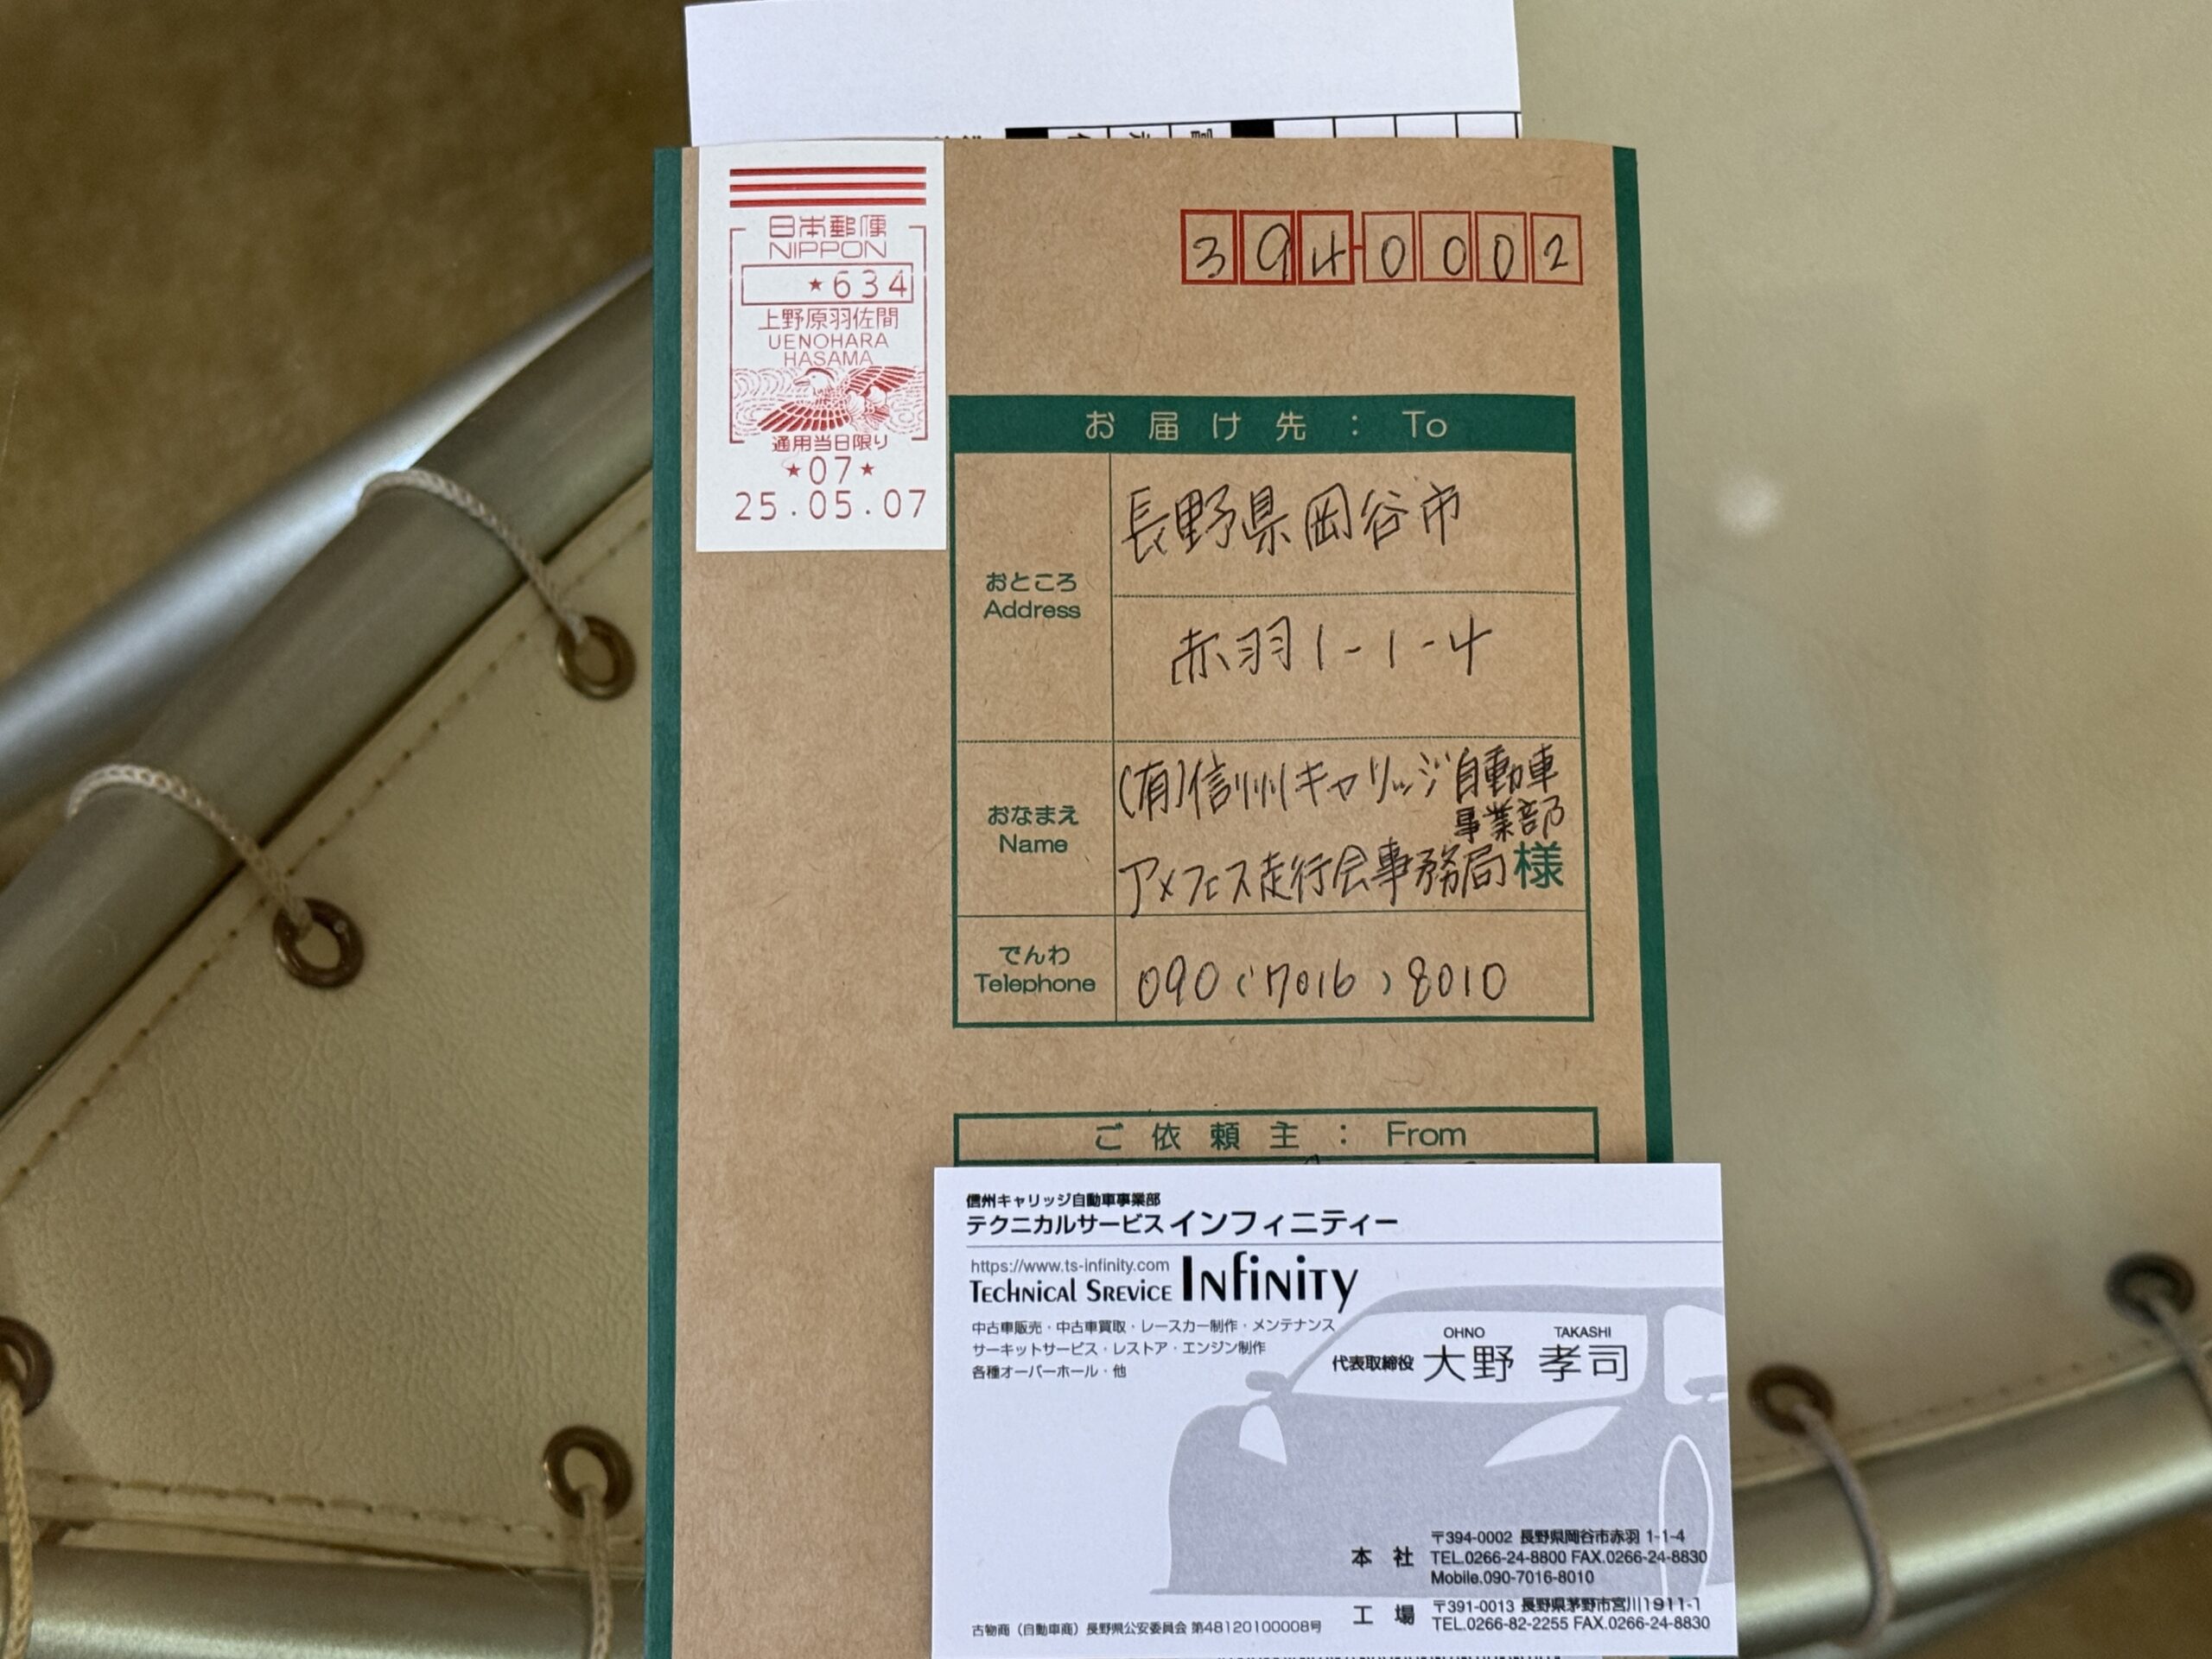 日本郵便
NIPPON
★634
上野原羽佐間
UENOHARA
HASAMA
通用当日限り
★07★
25.05.07
394-0002
お届け先：To
おところ
Address
長野県岡谷市
赤羽1-1-4
おなまえ
Name
(有)信州キャリッジ自動車
事業部
アメフェス走行会事務局様
でんわ
Telephone
090(7016)8010
ご依頼主：From
信州キャリッジ自動車事業部
テクニカルサービスインフィニティー
https://www.ts-infinity.com
Technical Srevice Infinity
中古車販売・中古車買取・レースカー制作・メンテナンス
サーキットサービス・レストア・エンジン制作
各種オーバーホール・他
OHNO TAKASHI
代表取締役 大野 孝司
本社 〒394-0002 長野県岡谷市赤羽 1-1-4
TEL.0266-24-8800 FAX.0266-24-8830
Mobile.090-7016-8010
工場 〒391-0013 長野県茅野市宮川1911-1
TEL.0266-82-2255 FAX.0266-24-8830
古物商（自動車商）長野県公安委員会 第48120100008号